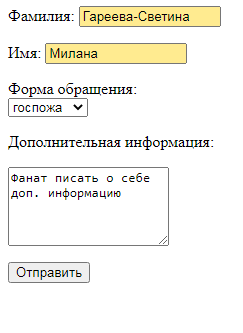 Фамилия: Гареева-Светина
Имя: Милана
Форма обращения:
госпожа
Дополнительная информация:
Фанат писать о себе
доп. информацию
Отправить